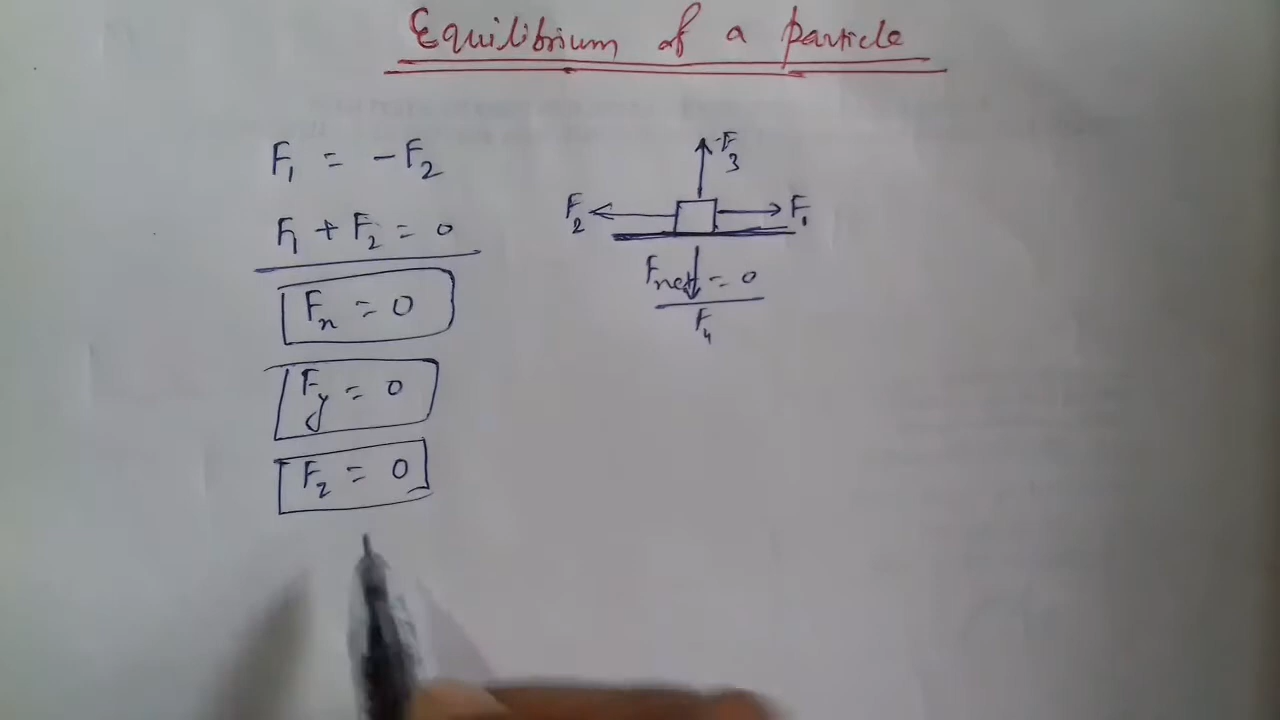 Equilibrium of a particle
F₁ = -F₂
F₁ + F₂ = 0
Fₓ = 0
Fy = 0
Fz = 0
F₃
F₂
F₁
Fnet = 0
F₄